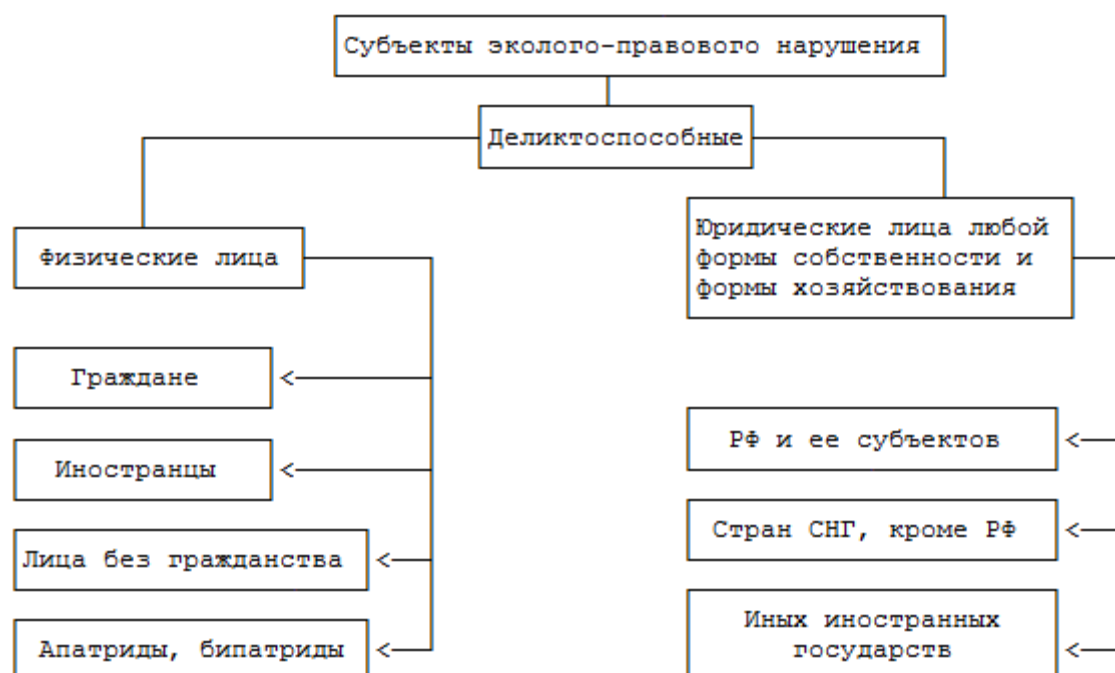 Субъекты эколого-правового нарушения
Деликтоспособные
Физические лица
Юридические лица любой
формы собственности и
формы хозяйствования
Граждане
Иностранцы
Лица без гражданства
Апатриды, бипатриды
РФ и ее субъектов
Стран СНГ, кроме РФ
Иных иностранных
государств